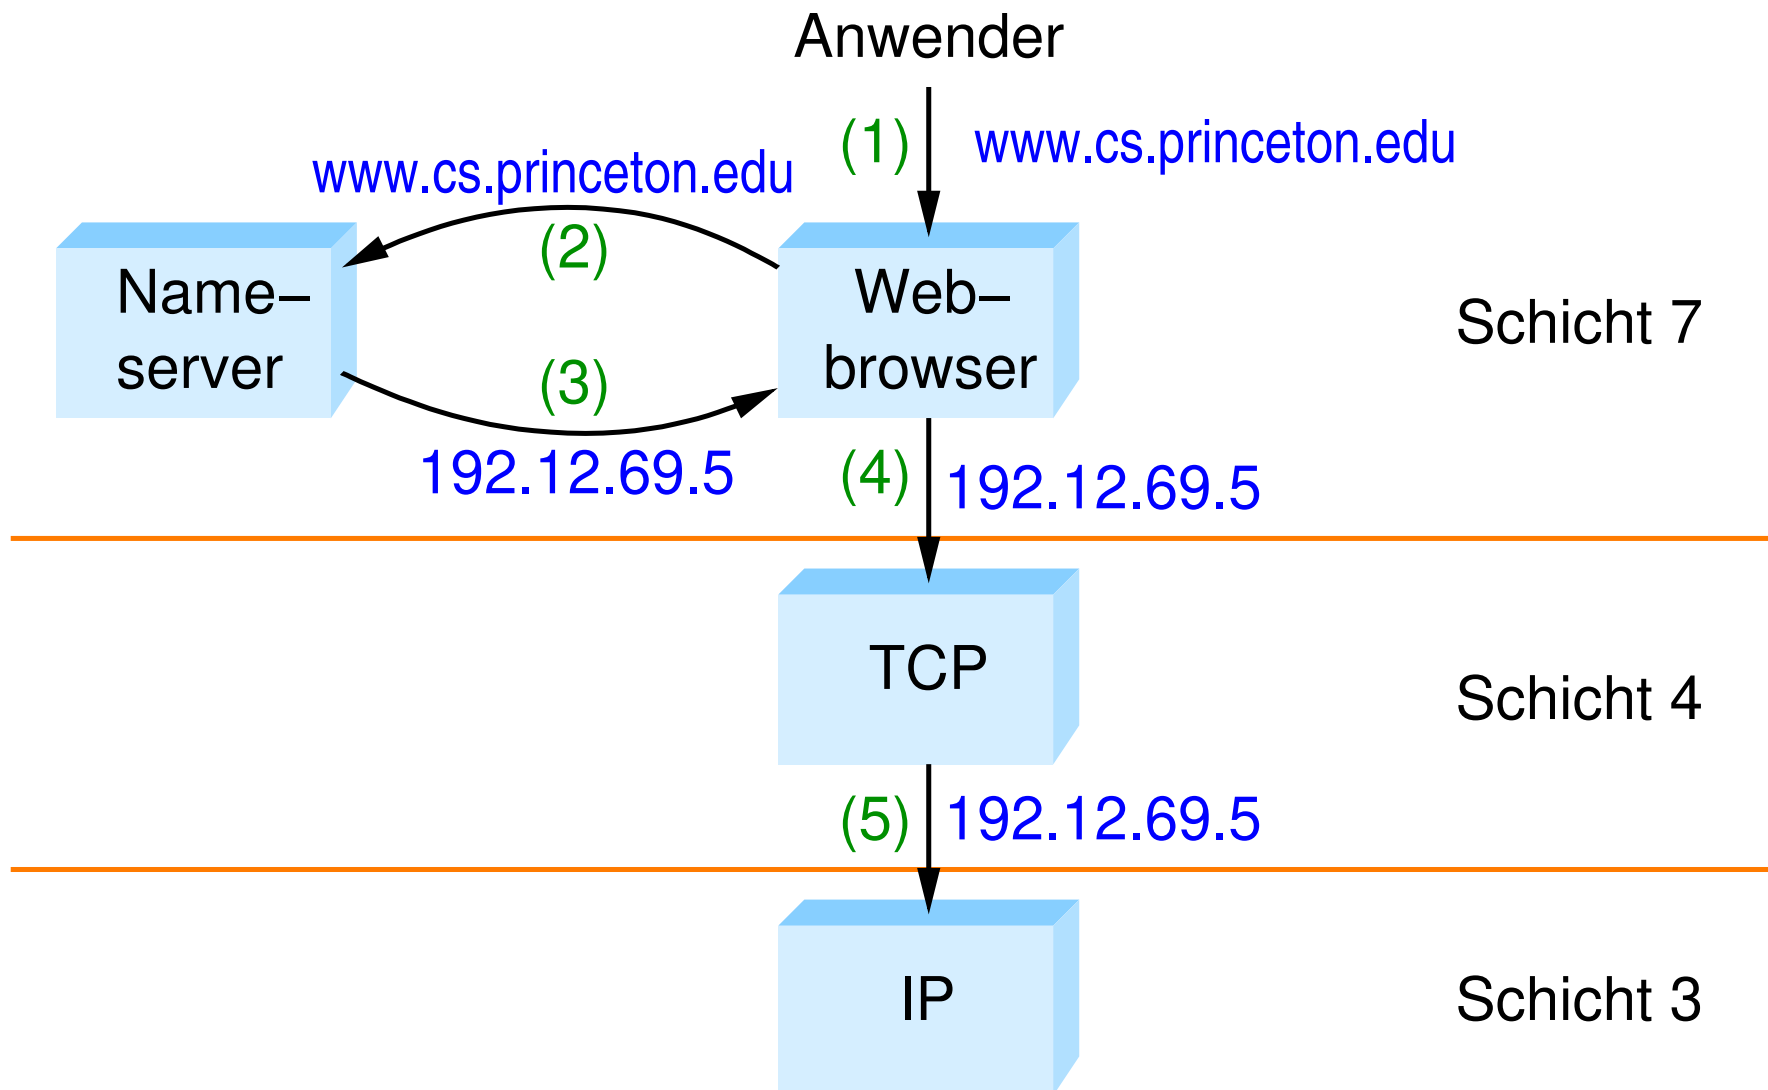 Anwender
(1) www.cs.princeton.edu
www.cs.princeton.edu
(2)
Name–
server
Web–
browser
Schicht 7
(3)
192.12.69.5
(4) 192.12.69.5
TCP
Schicht 4
(5) 192.12.69.5
IP
Schicht 3